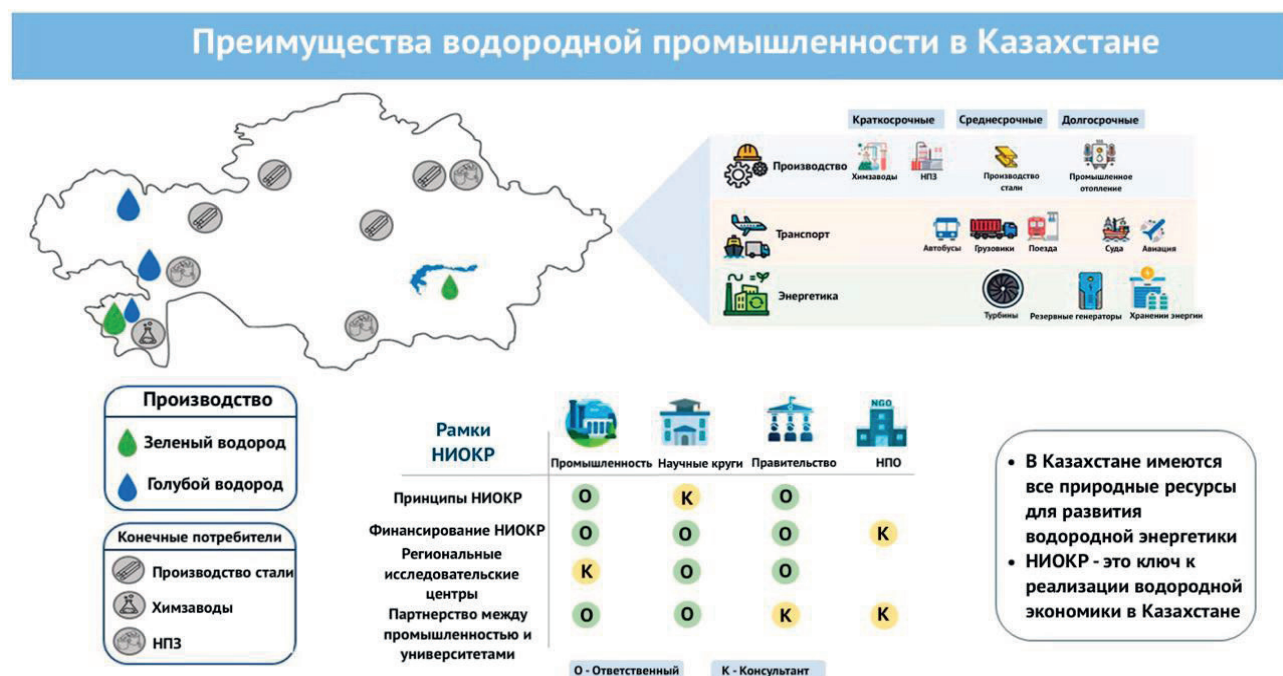 Преимущества водородной промышленности в Казахстане
Краткосрочные
Среднесрочные
Долгосрочные
Производство
Химзаводы
НПЗ
Производство
стали
Промышленное
отопление
Транспорт
Автобусы
Грузовики
Поезда
Суда
Авиация
Энергетика
Турбины
Резервные генераторы
Хранении энергии
Производство
Зеленый водород
Голубой водород
Конечные потребители
Производство стали
Химзаводы
НПЗ
Рамки
НИОКР
NGO
Промышленность
Научные круги
Правительство
НПО
Принципы НИОКР
О К О
Финансирование НИОКР
О О О К
Региональные
исследовательские
центры
К О О
Партнерство между
промышленностью и
университетами
О О К К
О - Ответственный
К - Консультант
• В Казахстане имеются
все природные ресурсы
для развития
водородной энергетики
• НИОКР - это ключ к
реализации водородной
экономики в Казахстане